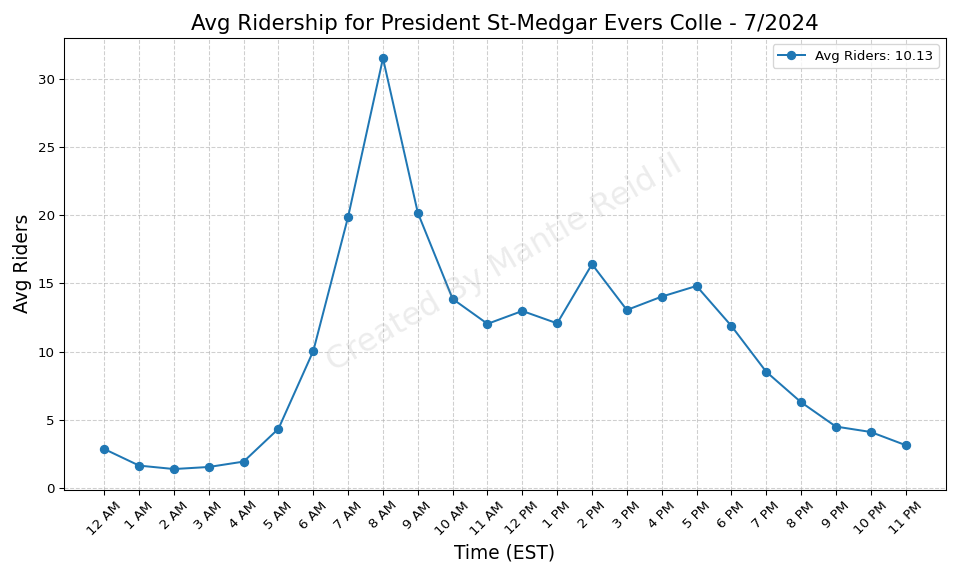 Avg Ridership for President St-Medgar Evers Colle - 7/2024
Avg Riders: 10.13
Avg Riders
30
25
20
15
10
5
0
Created By Mantie Reid II
12 AM
1 AM
2 AM
3 AM
4 AM
5 AM
6 AM
7 AM
8 AM
9 AM
10 AM
11 AM
12 PM
1 PM
2 PM
3 PM
4 PM
5 PM
6 PM
7 PM
8 PM
9 PM
10 PM
11 PM
Time (EST)